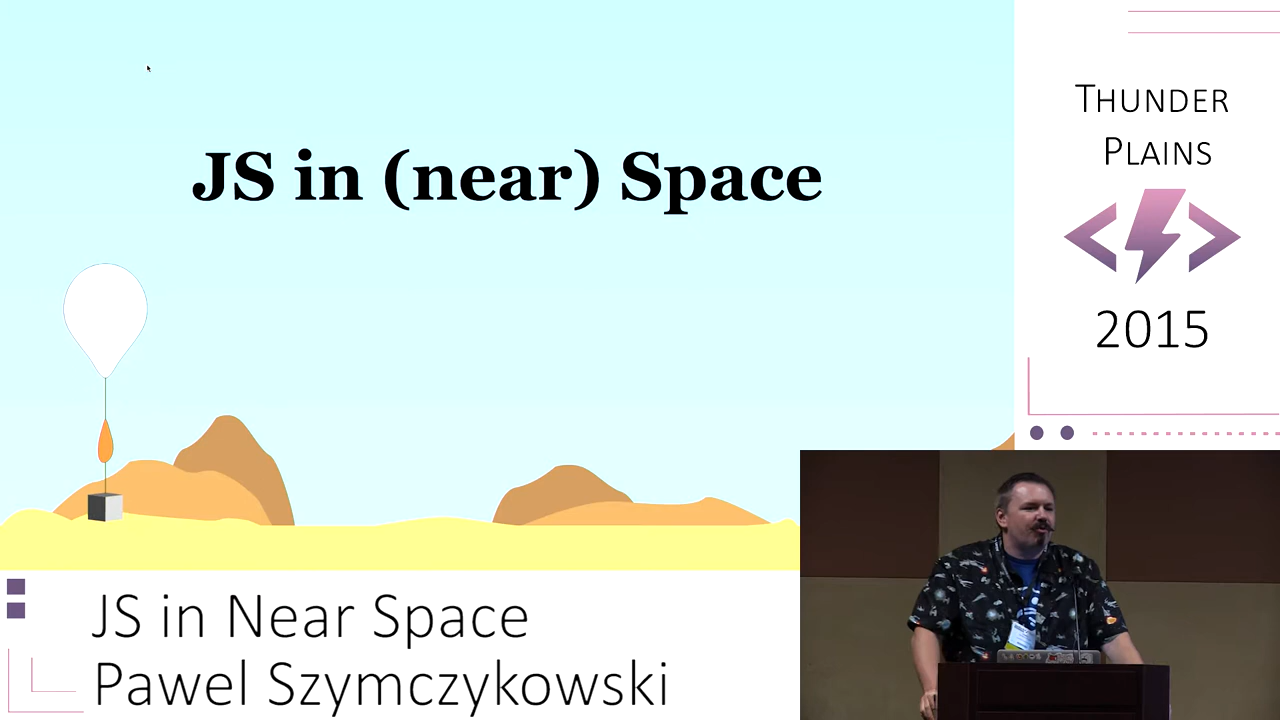 JS in (near) Space
THUNDER
PLAINS
2015
JS in Near Space
Pawel Szymczykowski